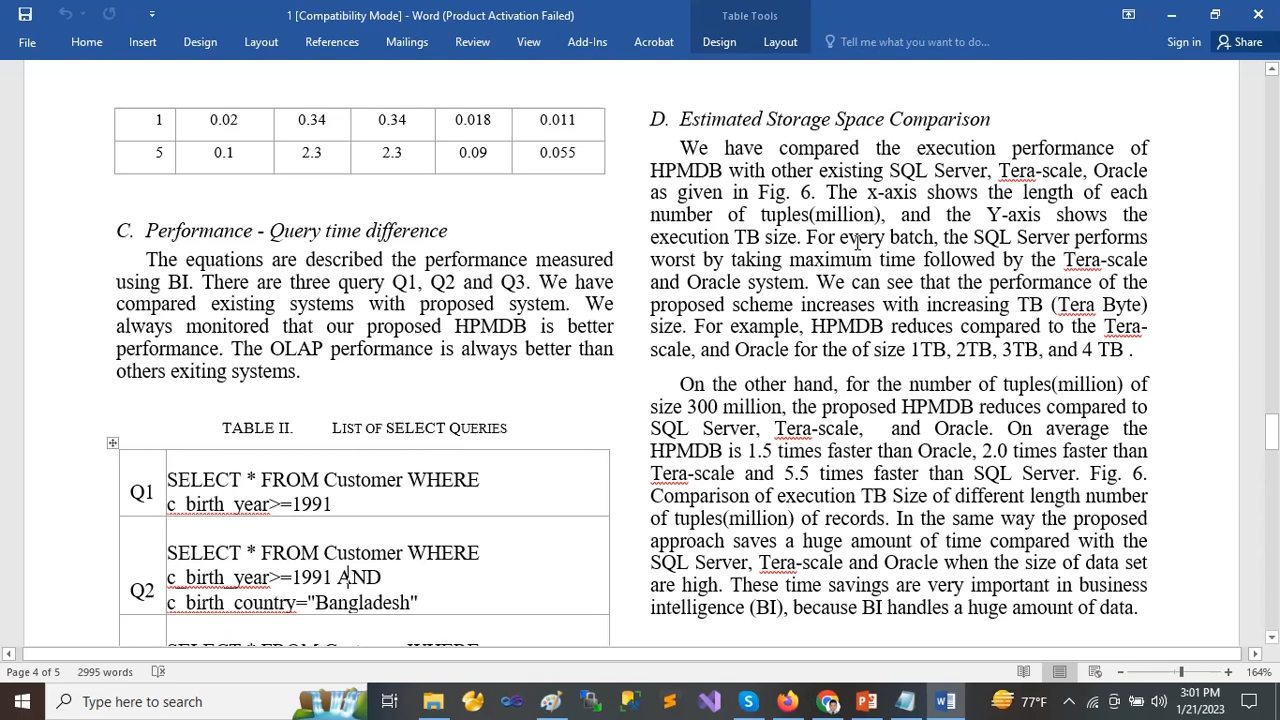 1 [Compatibility Mode] - Word (Product Activation Failed)
Table Tools
File Home Insert Design Layout References Mailings Review View Add-Ins Acrobat Design Layout Tell me what you want to do... Sign in Share
1 0.02 0.34 0.34 0.018 0.011
5 0.1 2.3 2.3 0.09 0.055
C. Performance - Query time difference
The equations are described the performance measured
using BI. There are three query Q1, Q2 and Q3. We have
compared existing systems with proposed system. We
always monitored that our proposed HPMDB is better
performance. The OLAP performance is always better than
others exiting systems.
TABLE II. LIST OF SELECT QUERIES
Q1
SELECT * FROM Customer WHERE
c_birth_year>=1991
Q2
SELECT * FROM Customer WHERE
c_birth_year>=1991 AND
c_birth_country="Bangladesh"
SELECT * FROM Customer WHERE
D. Estimated Storage Space Comparison
We have compared the execution performance of
HPMDB with other existing SQL Server, Tera-scale, Oracle
as given in Fig. 6. The x-axis shows the length of each
number of tuples(million), and the Y-axis shows the
execution TB size. For every batch, the SQL Server performs
worst by taking maximum time followed by the Tera-scale
and Oracle system. We can see that the performance of the
proposed scheme increases with increasing TB (Tera Byte)
size. For example, HPMDB reduces compared to the Tera-
scale, and Oracle for the of size 1TB, 2TB, 3TB, and 4 TB .
On the other hand, for the number of tuples(million) of
size 300 million, the proposed HPMDB reduces compared to
SQL Server, Tera-scale, and Oracle. On average the
HPMDB is 1.5 times faster than Oracle, 2.0 times faster than
Tera-scale and 5.5 times faster than SQL Server. Fig. 6.
Comparison of execution TB Size of different length number
of tuples(million) of records. In the same way the proposed
approach saves a huge amount of time compared with the
SQL Server, Tera-scale and Oracle when the size of data set
are high. These time savings are very important in business
intelligence (BI), because BI handles a huge amount of data.
Page 4 of 5 2995 words 164%
Type here to search
77°F
3:01 PM
1/21/2023